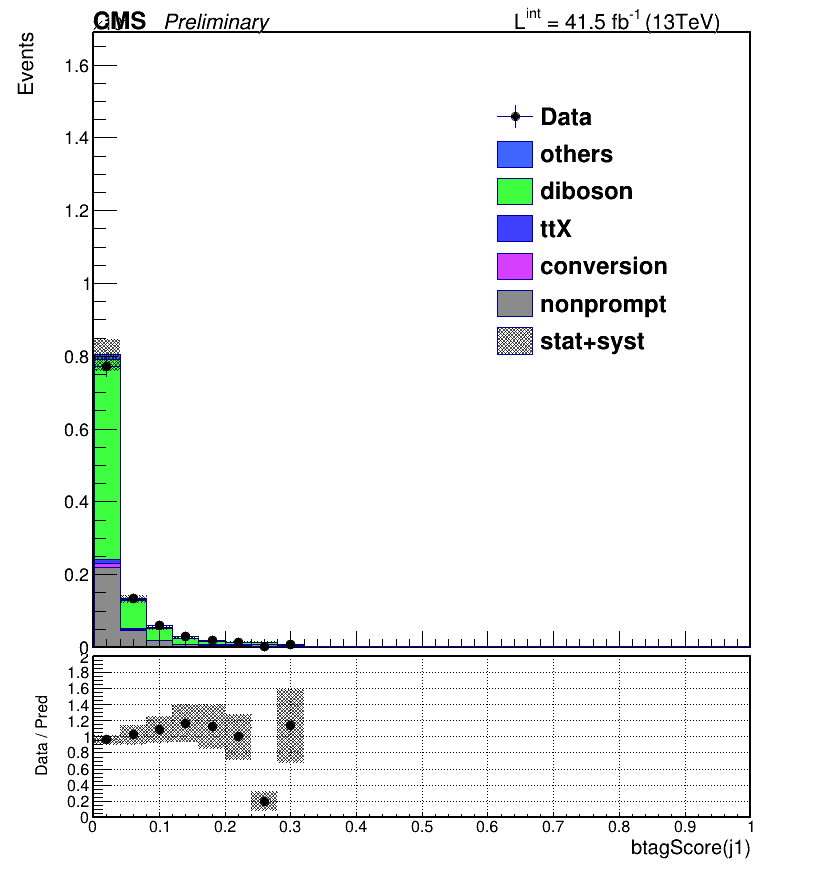 CMS Preliminary L^int = 41.5 fb^-1 (13TeV)
Events
1.6
1.4
1.2
1
0.8
0.6
0.4
0.2
0
Data
others
diboson
ttX
conversion
nonprompt
stat+syst
Data / Pred
2
1.8
1.6
1.4
1.2
1
0.8
0.6
0.4
0.2
0
0 0.1 0.2 0.3 0.4 0.5 0.6 0.7 0.8 0.9 1
btagScore(j1)